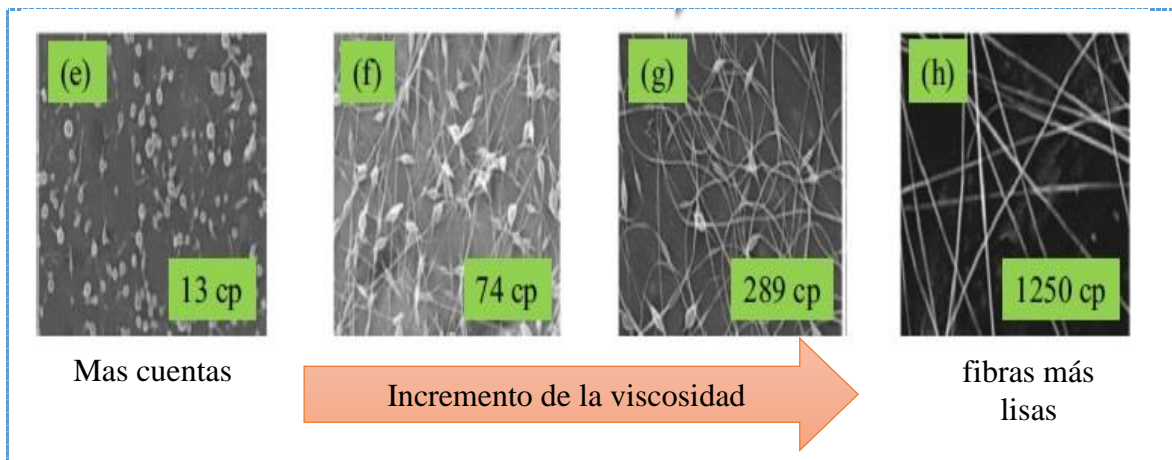 (e)
(f)
(g)
(h)
13 cp
74 cp
289 cp
1250 cp
Mas cuentas
Incremento de la viscosidad
fibras más
lisas